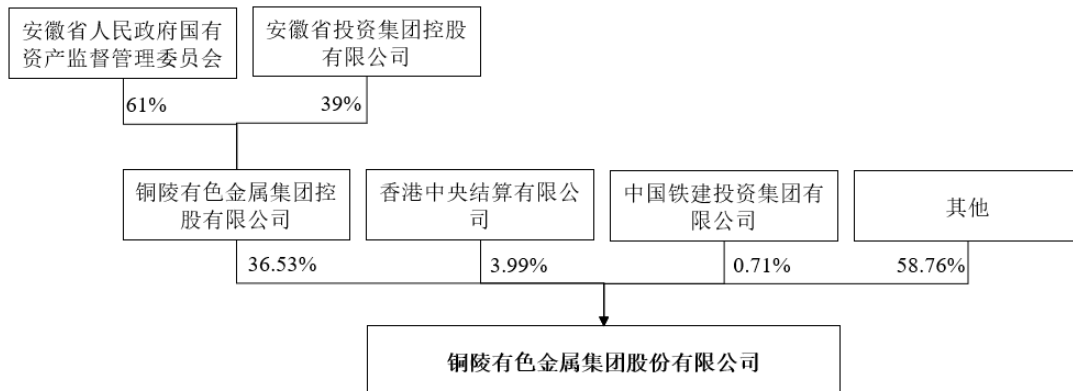 安徽省人民政府国有
资产监督管理委员会
安徽省投资集团控股
有限公司
61%
39%
铜陵有色金属集团控
股有限公司
香港中央结算有限公
司
中国铁建投资集团有
限公司
其他
36.53%
3.99%
0.71%
58.76%
铜陵有色金属集团股份有限公司